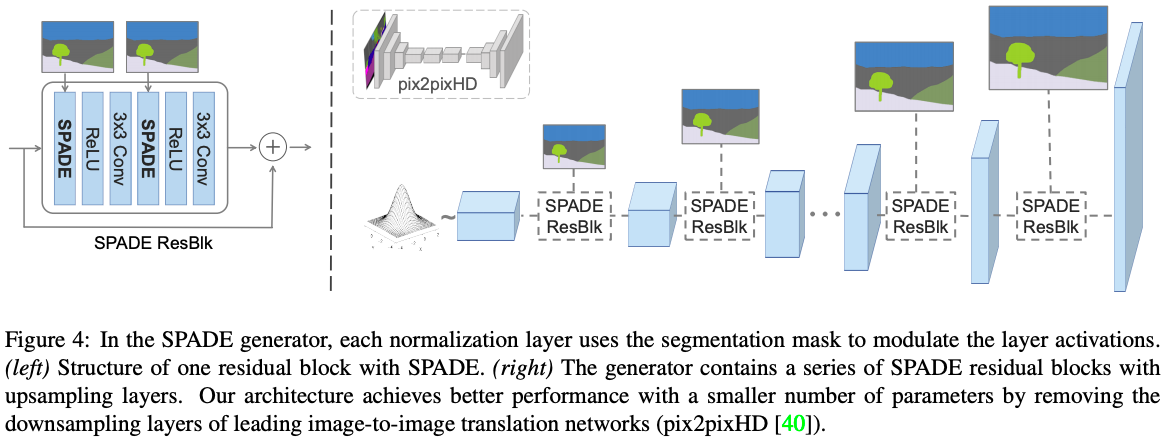 SPADE
ReLU
3x3 Conv
SPADE
ReLU
3x3 Conv
+
SPADE ResBlk
pix2pixHD
~
SPADE
ResBlk
SPADE
ResBlk
...
SPADE
ResBlk
SPADE
ResBlk
Figure 4: In the SPADE generator, each normalization layer uses the segmentation mask to modulate the layer activations.
(left) Structure of one residual block with SPADE. (right) The generator contains a series of SPADE residual blocks with
upsampling layers. Our architecture achieves better performance with a smaller number of parameters by removing the
downsampling layers of leading image-to-image translation networks (pix2pixHD [40]).